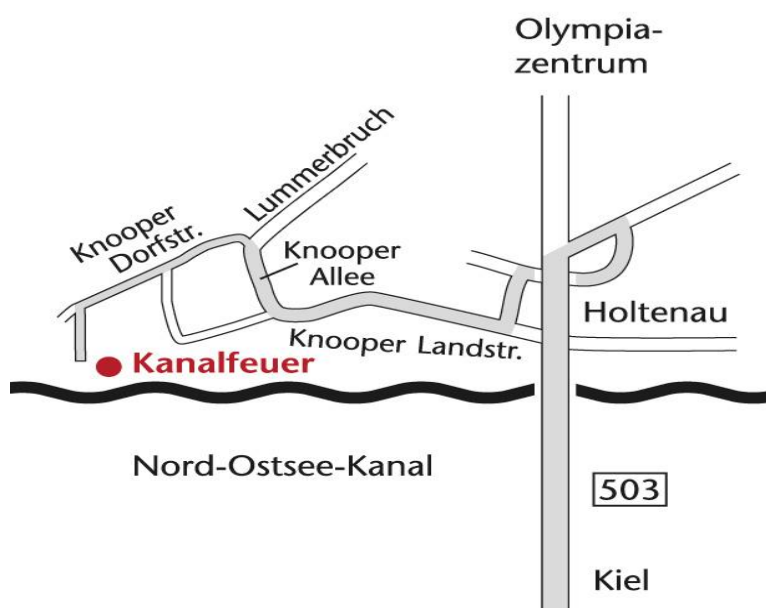 Olympia-
zentrum
Lummerbruch
Knooper
Dorfstr.
Knooper
Allee
Holtenau
Knooper Landstr.
Kanalfeuer
Nord-Ostsee-Kanal
503
Kiel